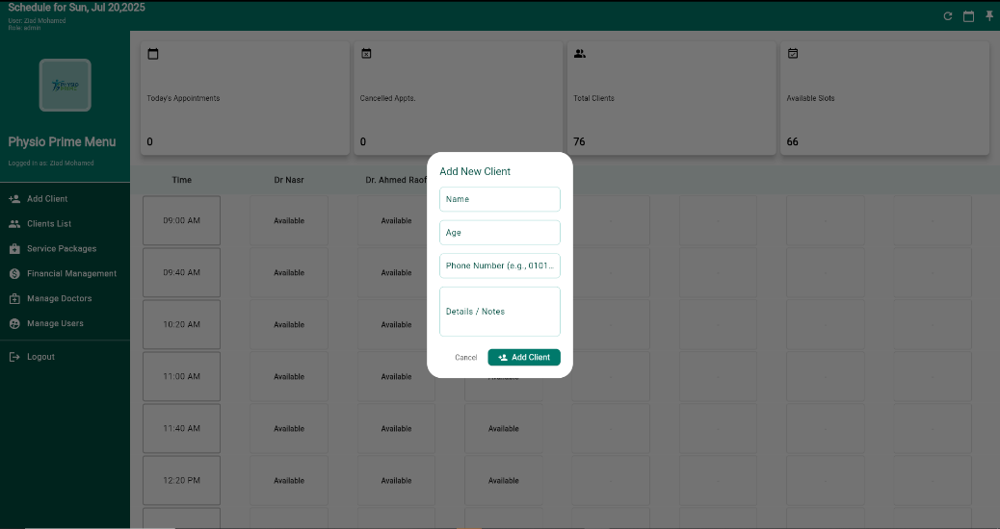 Schedule for Sun, Jul 20,2025
User: Ziad Mohamed
Role: admin
Physio Prime Menu
Logged in as: Ziad Mohamed
Add Client
Clients List
Service Packages
Financial Management
Manage Doctors
Manage Users
Logout
Today's Appointments
0
Cancelled Appts.
0
Total Clients
76
Available Slots
66
Time Dr Nasr Dr. Ahmed Raof
09:00 AM Available Available
09:40 AM Available Available
10:20 AM Available Available
11:00 AM Available Available Available
11:40 AM Available Available Available
12:20 PM Available Available Available
Add New Client
Name
Age
Phone Number (e.g., 0101...
Details / Notes
Cancel Add Client